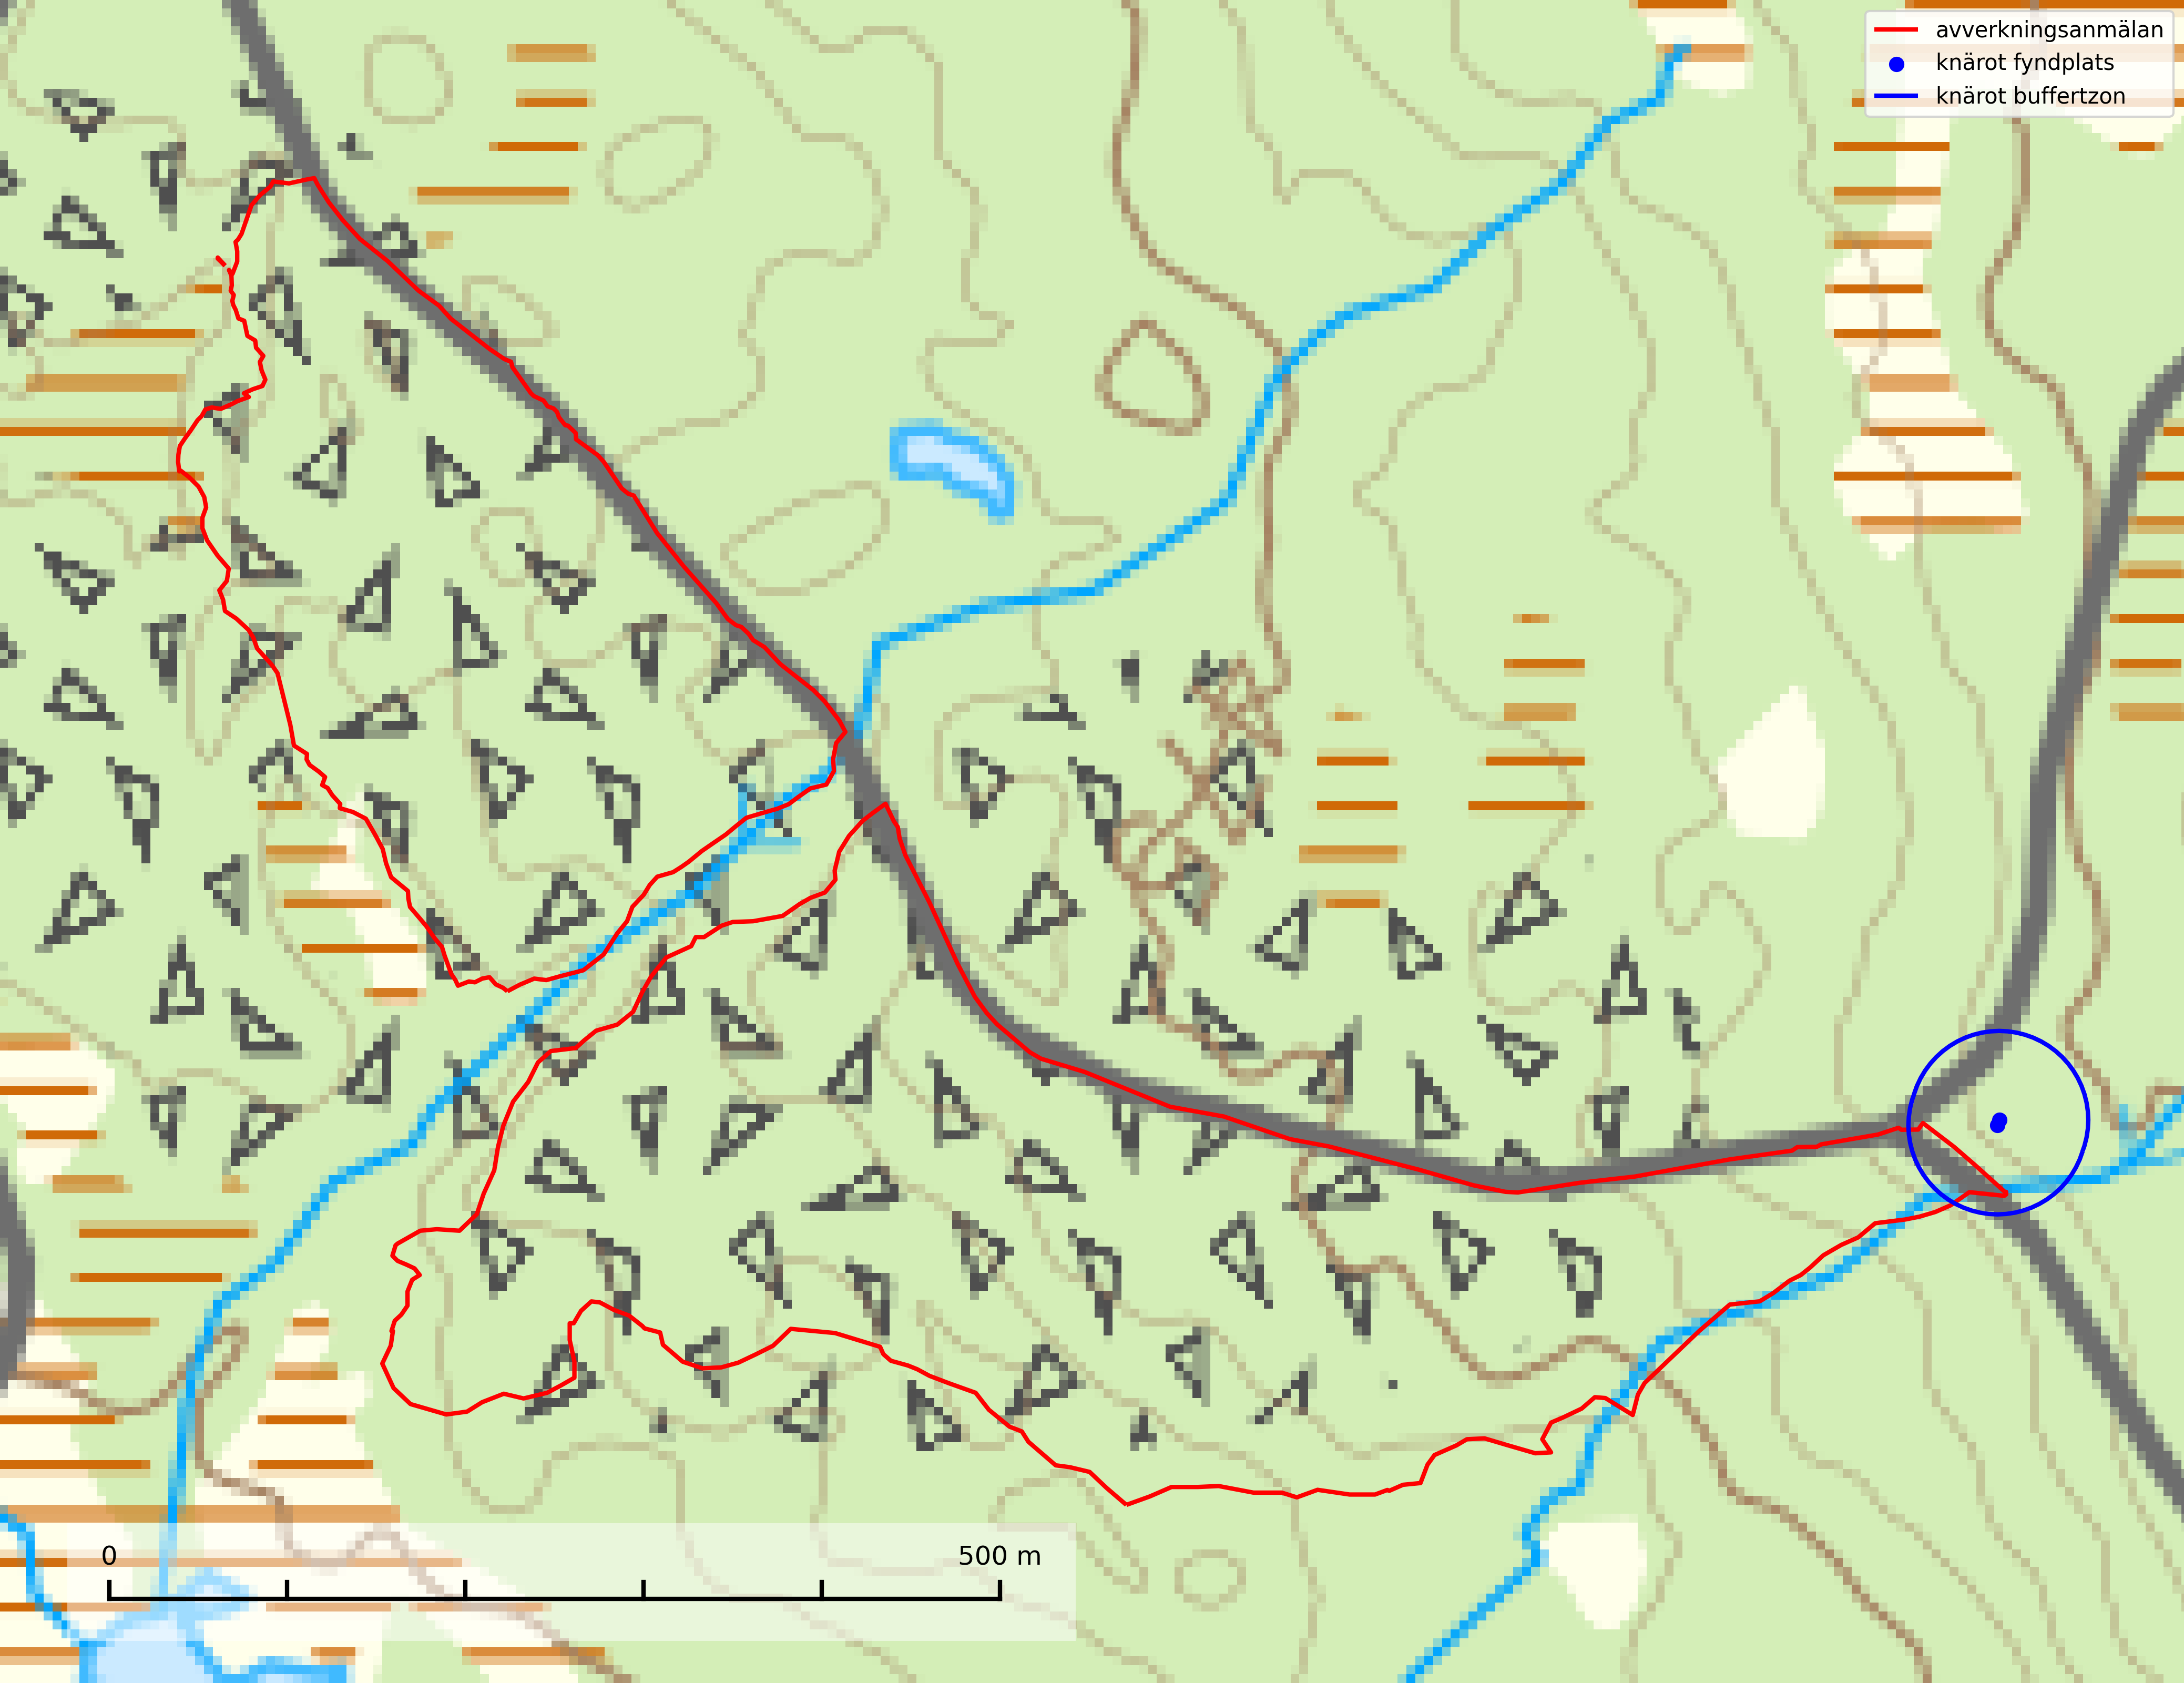 avverkningsanmälan
knärot fyndplats
knärot buffertzon
0 500 m